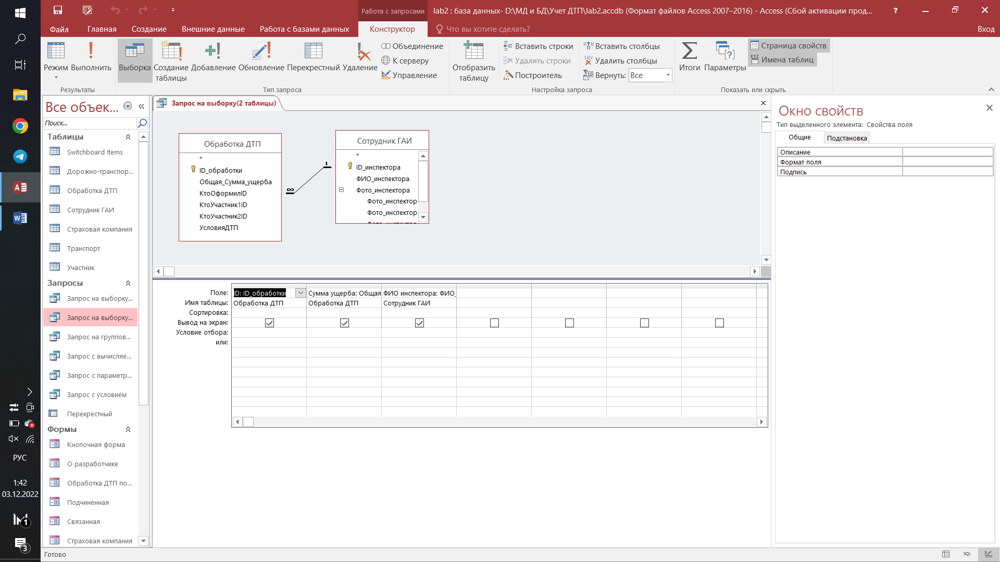 Работа с запросами
lab2 : база данных- D:\МД и БД\Учет ДТП\lab2.accdb (Формат файлов Access 2007–2016) - Access (Сбой активации прод...
?
Файл
Главная
Создание
Внешние данные
Работа с базами данных
Конструктор
Что вы хотите сделать?
Вход
Режим
Выполнить
Выборка
Создание таблицы
Добавление
Обновление
Перекрестный
Удаление
Объединение
К серверу
Управление
Отобразить таблицу
Вставить строки
Удалить строки
Построитель
Вставить столбцы
Удалить столбцы
Вернуть:
Все
Итоги
Параметры
Страница свойств
Имена таблиц
Результаты
Тип запроса
Настройка запроса
Показать или скрыть
Все объек...
Поиск...
Таблицы
Switchboard Items
Дорожно-транспор...
Обработка ДТП
Сотрудник ГАИ
Страховая компания
Транспорт
Участник
Запросы
Запрос на выборку...
Запрос на выборку...
Запрос на группов...
Запрос с вычисляе...
Запрос с параметр...
Запрос с условием
Перекрестный
Формы
Кнопочная форма
О разработчике
Обработка ДТП по...
Подчиненная
Связанная
Страховая компания
Запрос на выборку(2 таблицы)
Обработка ДТП
*
ID_обработки
Общая_Сумма_ущерба
КтоОформилID
КтоУчастник1ID
КтоУчастник2ID
УсловияДТП
∞
1
Сотрудник ГАИ
*
ID_инспектора
ФИО_инспектора
Фото_инспектора
Фото_инспектор
Фото_инспектор
Поле:
ID: ID_обработки
Сумма ущерба: Общая
ФИО инспектора: ФИО_
Имя таблицы:
Обработка ДТП
Обработка ДТП
Сотрудник ГАИ
Сортировка:
Вывод на экран:
Условие отбора:
или:
Окно свойств
Тип выделенного элемента: Свойства поля
Общие
Подстановка
Описание
Формат поля
Подпись
РУС
1:42
03.12.2022
1
3
Готово
SQL